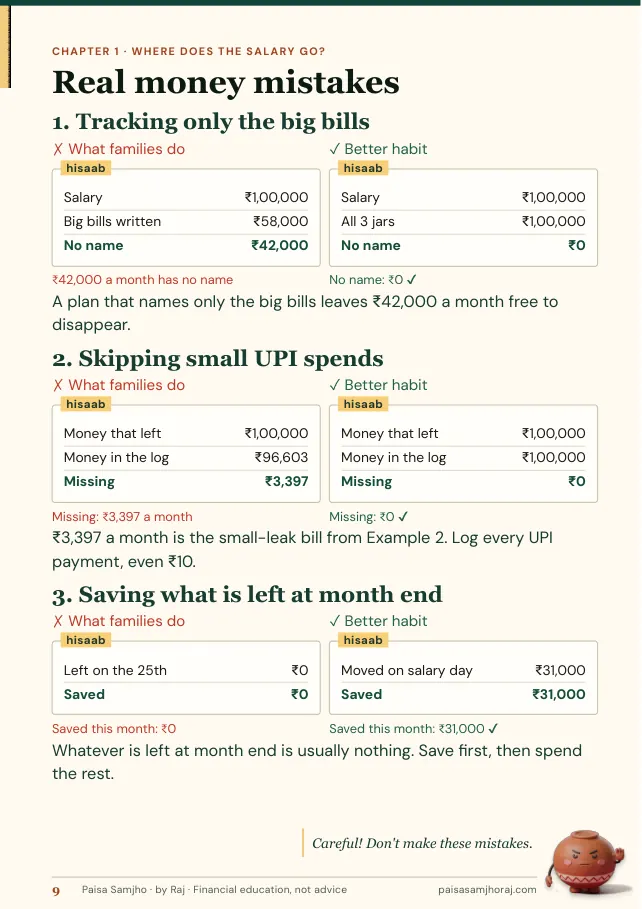 CHAPTER 1 · WHERE DOES THE SALARY GO?
Real money mistakes
1. Tracking only the big bills
✗ What families do
hisaab
Salary ₹1,00,000
Big bills written ₹58,000
No name ₹42,000
₹42,000 a month has no name
✓ Better habit
hisaab
Salary ₹1,00,000
All 3 jars ₹1,00,000
No name ₹0
No name: ₹0 ✓
A plan that names only the big bills leaves ₹42,000 a month free to
disappear.
2. Skipping small UPI spends
✗ What families do
hisaab
Money that left ₹1,00,000
Money in the log ₹96,603
Missing ₹3,397
Missing: ₹3,397 a month
✓ Better habit
hisaab
Money that left ₹1,00,000
Money in the log ₹1,00,000
Missing ₹0
Missing: ₹0 ✓
₹3,397 a month is the small-leak bill from Example 2. Log every UPI
payment, even ₹10.
3. Saving what is left at month end
✗ What families do
hisaab
Left on the 25th ₹0
Saved ₹0
Saved this month: ₹0
✓ Better habit
hisaab
Moved on salary day ₹31,000
Saved ₹31,000
Saved this month: ₹31,000 ✓
Whatever is left at month end is usually nothing. Save first, then spend
the rest.
Careful! Don't make these mistakes.
9 Paisa Samjho · by Raj · Financial education, not advice paisasamjhoraj.com